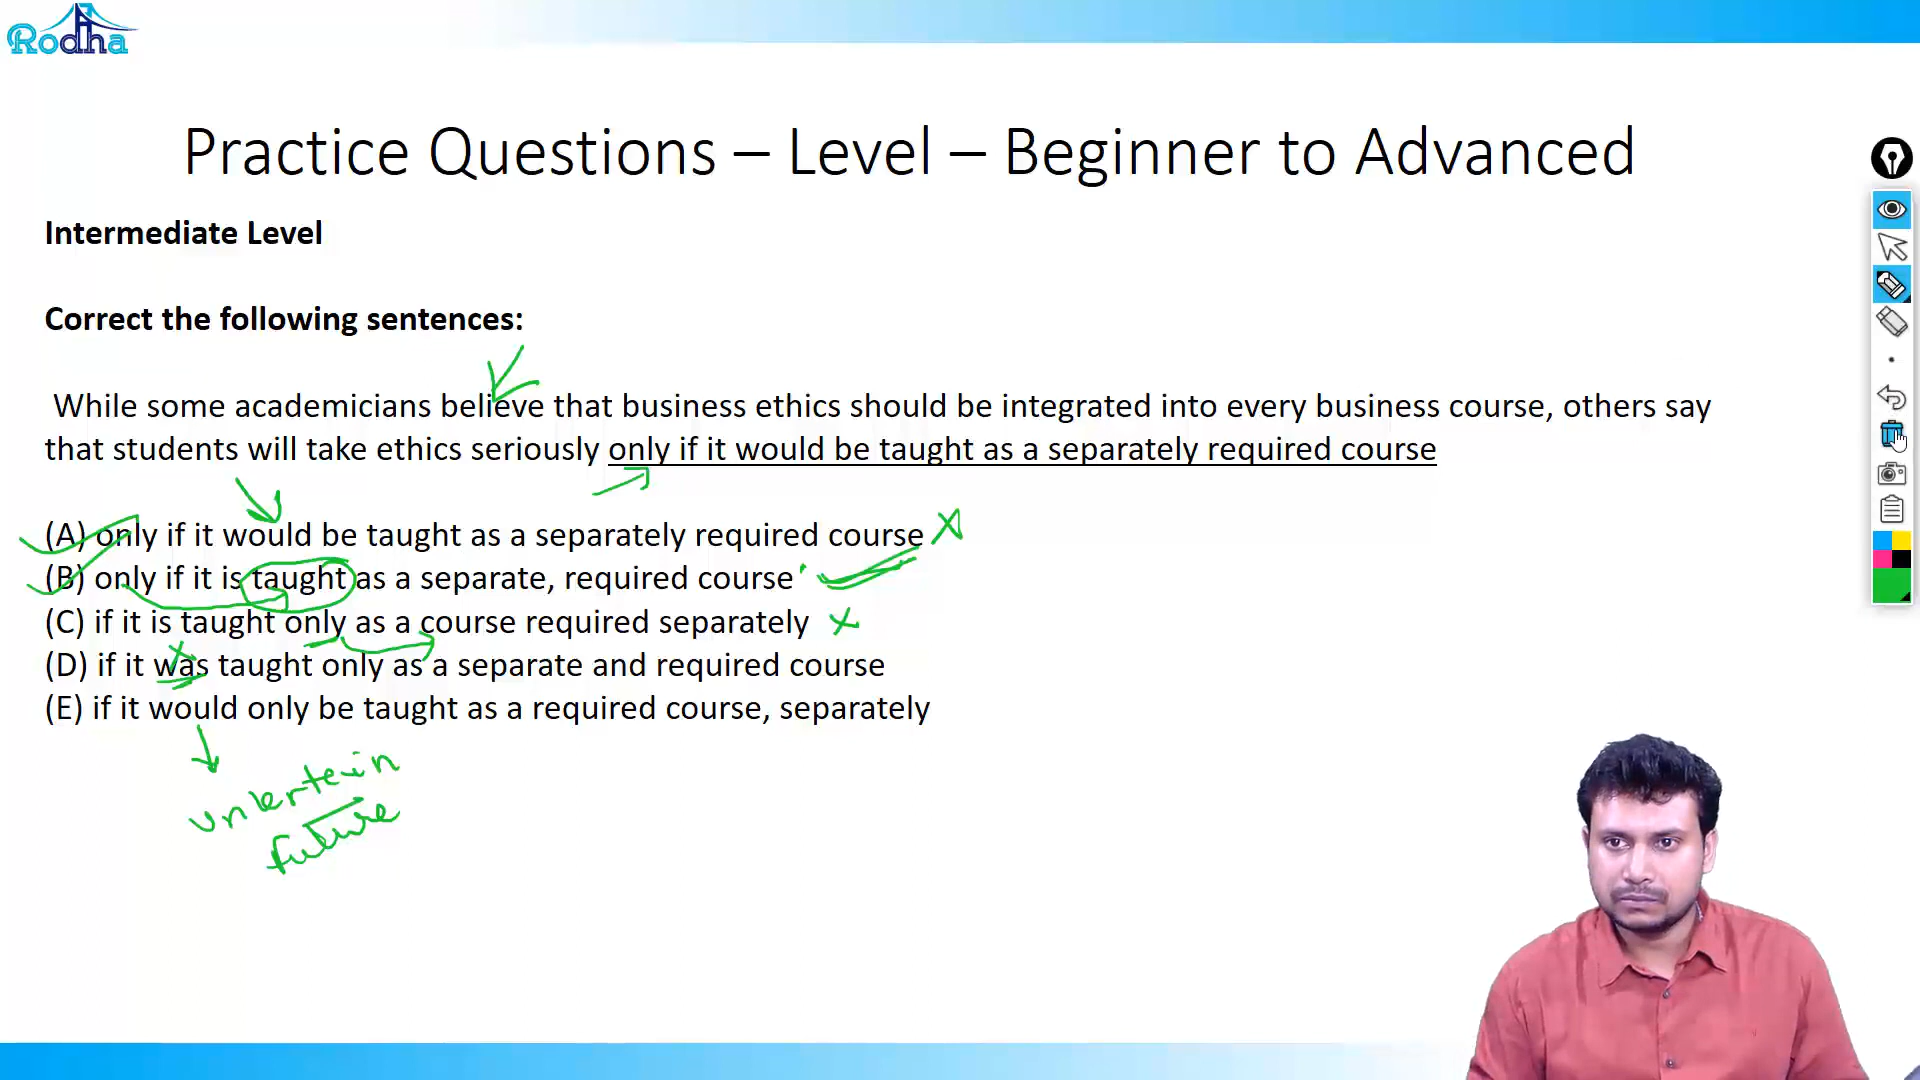 Rodha
Practice Questions – Level – Beginner to Advanced
Intermediate Level
Correct the following sentences:
While some academicians believe that business ethics should be integrated into every business course, others say
that students will take ethics seriously only if it would be taught as a separately required course
(A) only if it would be taught as a separately required course
(B) only if it is taught as a separate, required course
(C) if it is taught only as a course required separately
(D) if it was taught only as a separate and required course
(E) if it would only be taught as a required course, separately
uncertein
future